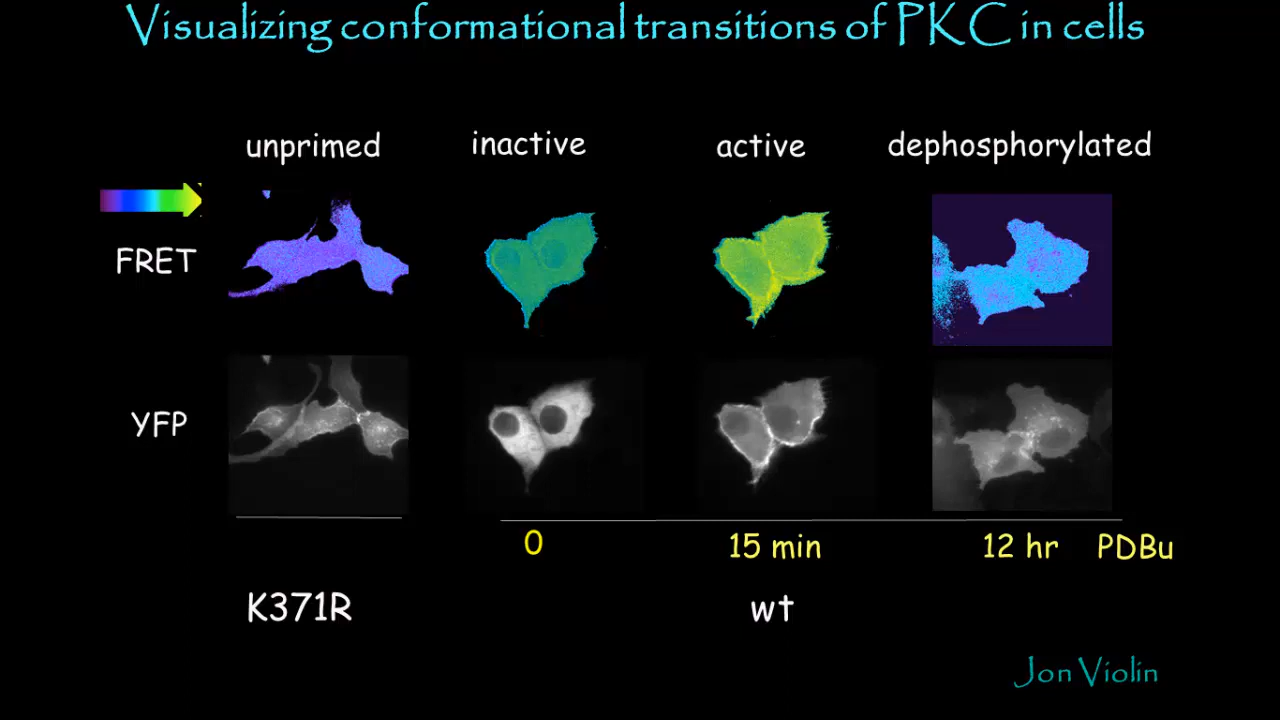 Visualizing conformational transitions of PKC in cells
unprimed inactive active dephosphorylated
FRET
YFP
0 15 min 12 hr PDBu
K371R wt
Jon Violin